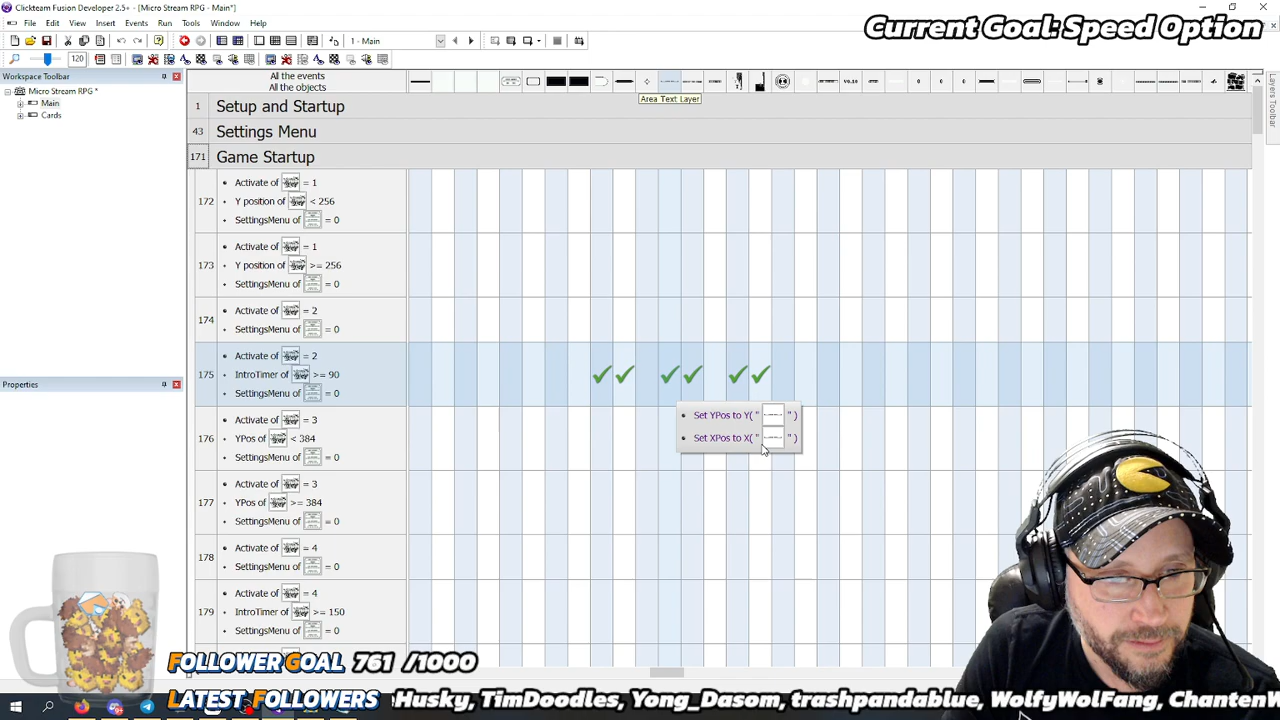 Clickteam Fusion Developer 2.5+ - [Micro Stream RPG - Main*]
File Edit View Insert Events Run Tools Window Help
Current Goal: Speed Option
1 - Main
120
Workspace Toolbar
Micro Stream RPG *
Main
Cards
Properties
Layers Toolbar
All the events
All the objects
Area Text Layer
1 Setup and Startup
43 Settings Menu
171 Game Startup
172
Activate of = 1
Y position of < 256
SettingsMenu of = 0
173
Activate of = 1
Y position of >= 256
SettingsMenu of = 0
174
Activate of = 2
SettingsMenu of = 0
175
Activate of = 2
IntroTimer of >= 90
SettingsMenu of = 0
Set YPos to Y( " " )
Set XPos to X( " " )
176
Activate of = 3
YPos of < 384
SettingsMenu of = 0
177
Activate of = 3
YPos of >= 384
SettingsMenu of = 0
178
Activate of = 4
SettingsMenu of = 0
179
Activate of = 4
IntroTimer of >= 150
SettingsMenu of = 0
Follower Goal 761 /1000
Latest Followers Husky, TimDoodles, Yong_Dasom, trashpandablue, WolfyWolFang, ChantenW